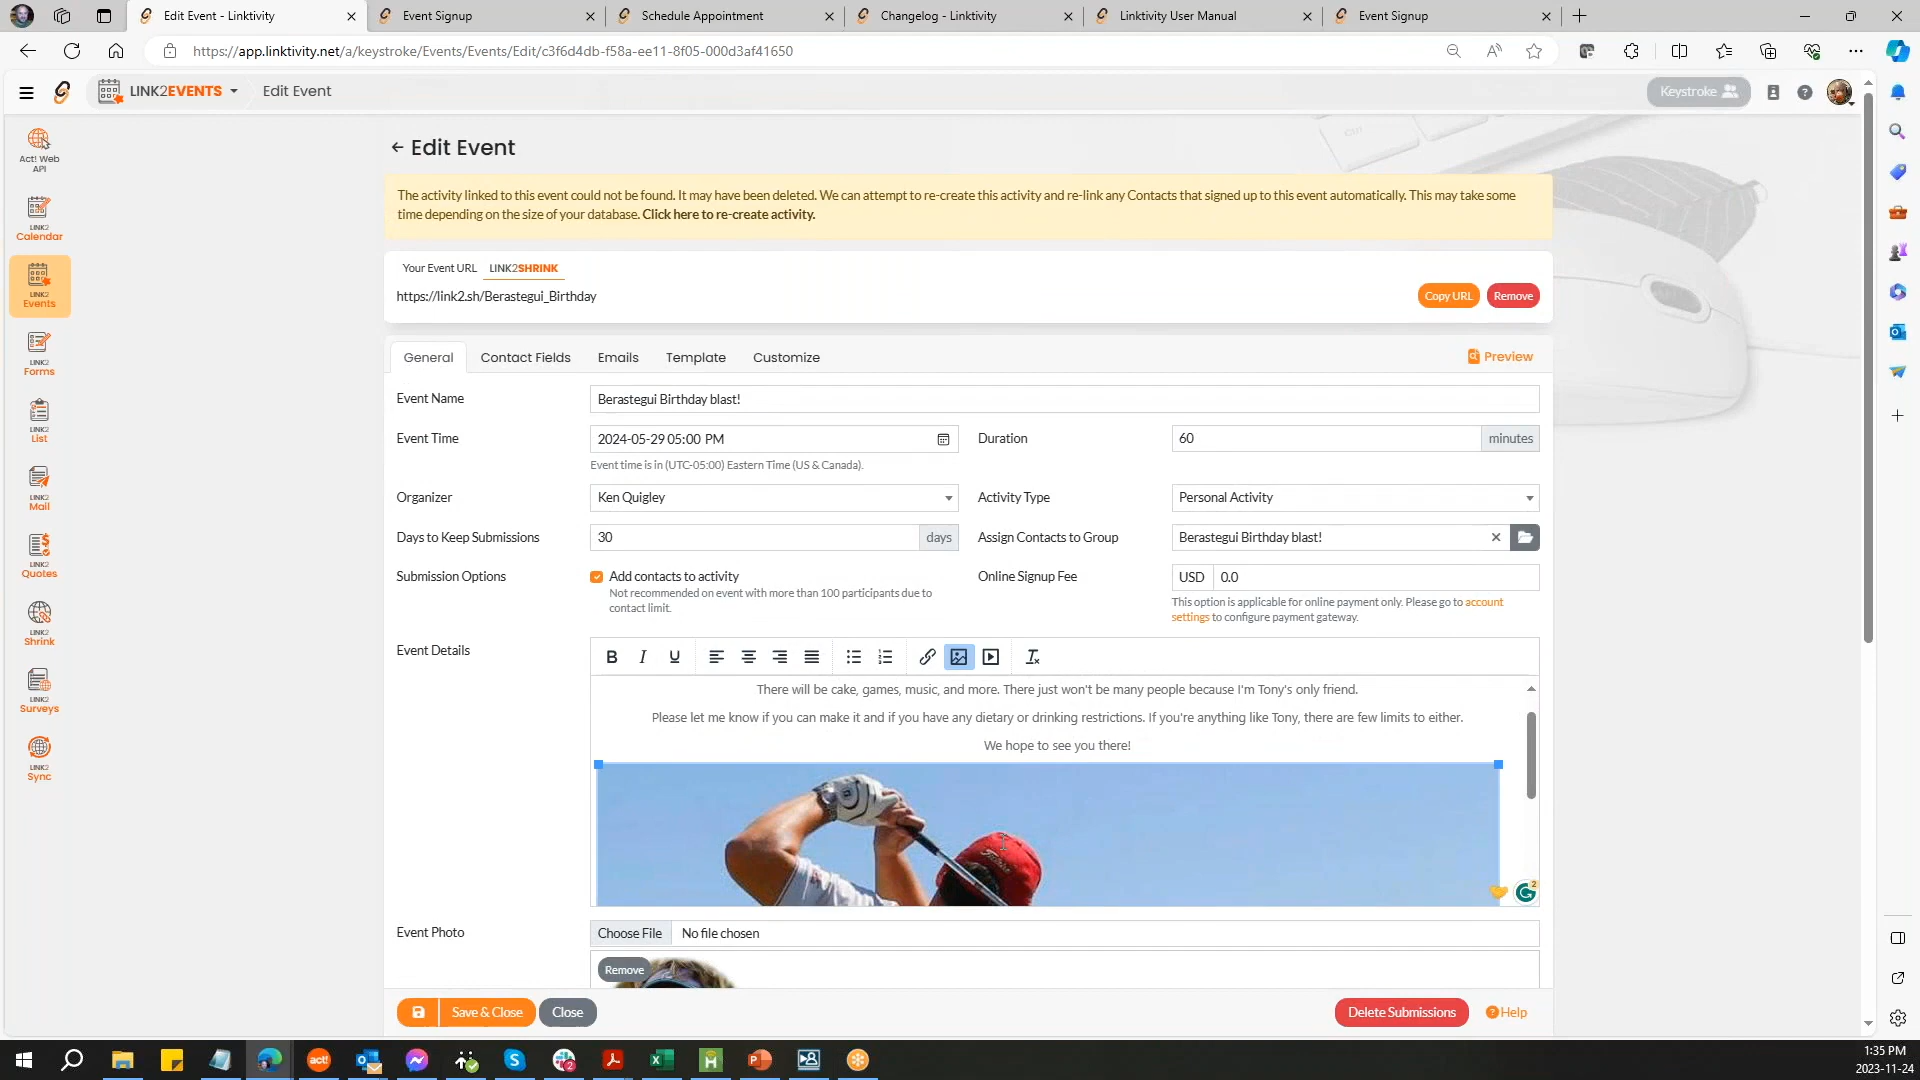 Edit Event - Linktivity
Event Signup
Schedule Appointment
Changelog - Linktivity
Linktivity User Manual
Event Signup
https://app.linktivity.net/a/keystroke/Events/Events/Edit/c3f6d4db-f58a-ee11-8f05-000d3af41650
LINK2EVENTS
Edit Event
Keystroke
Act! Web
API
LINK2
Calendar
LINK2
Events
LINK2
Forms
LINK2
List
LINK2
Mail
LINK2
Quotes
LINK2
Shrink
LINK2
Surveys
LINK2
Sync
← Edit Event
The activity linked to this event could not be found. It may have been deleted. We can attempt to re-create this activity and re-link any Contacts that signed up to this event automatically. This may take some
time depending on the size of your database. Click here to re-create activity.
Your Event URL LINK2SHRINK
https://link2.sh/Berastegui_Birthday
Copy URL
Remove
General
Contact Fields
Emails
Template
Customize
Preview
Event Name
Berastegui Birthday blast!
Event Time
2024-05-29 05:00 PM
Duration
60
minutes
Event time is in (UTC-05:00) Eastern Time (US & Canada).
Organizer
Ken Quigley
Activity Type
Personal Activity
Days to Keep Submissions
30
days
Assign Contacts to Group
Berastegui Birthday blast!
Submission Options
Add contacts to activity
Not recommended on event with more than 100 participants due to
contact limit.
Online Signup Fee
USD
0.0
This option is applicable for online payment only. Please go to account
settings to configure payment gateway.
Event Details
There will be cake, games, music, and more. There just won't be many people because I'm Tony's only friend.
Please let me know if you can make it and if you have any dietary or drinking restrictions. If you're anything like Tony, there are few limits to either.
We hope to see you there!
Titleist
2
Event Photo
Choose File
No file chosen
Remove
Save & Close
Close
Delete Submissions
Help
act!
2
1:35 PM
2023-11-24